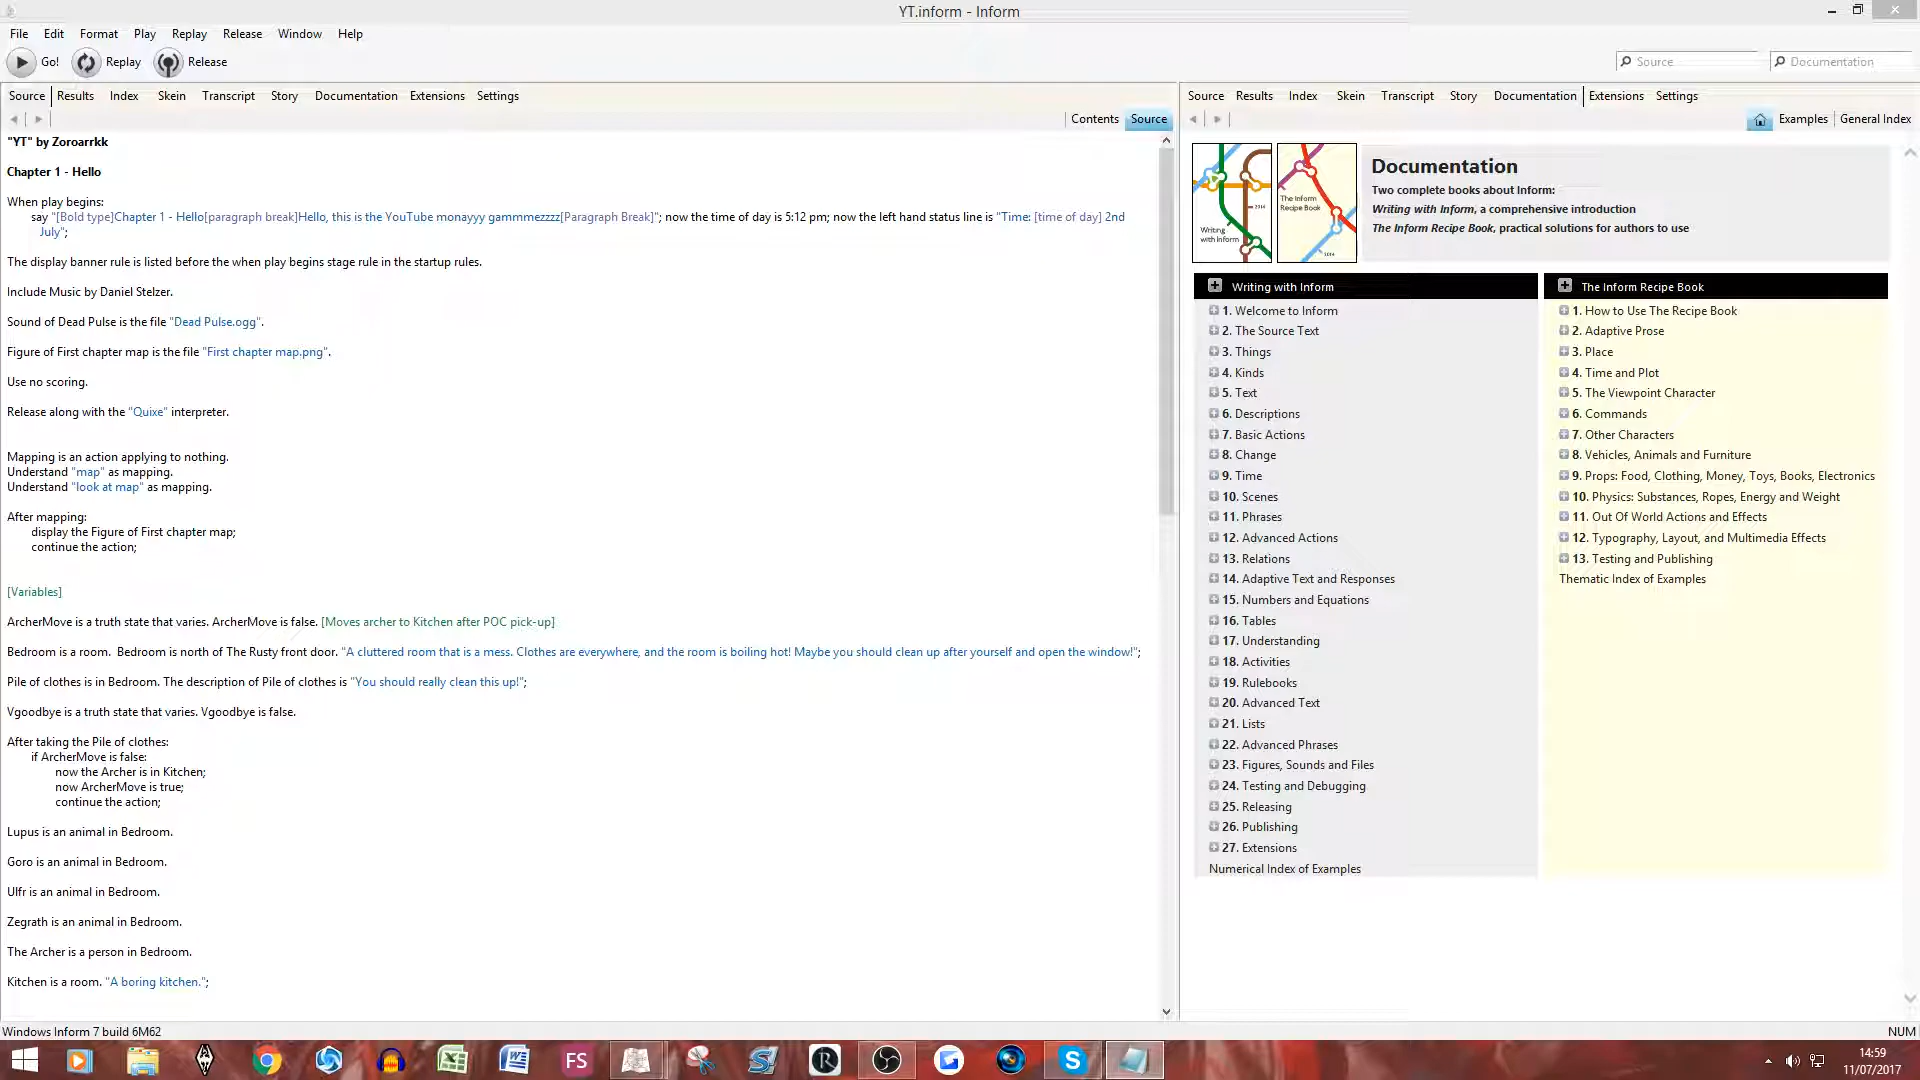 YT.inform - Inform
File Edit Format Play Replay Release Window Help
Go! Replay Release
Source Documentation
Source Results Index Skein Transcript Story Documentation Extensions Settings
Contents Source
"YT" by Zoroarrkk
Chapter 1 - Hello
When play begins:
say "[Bold type]Chapter 1 - Hello[paragraph break]Hello, this is the YouTube monayyy gammmezzzz[Paragraph Break]"; now the time of day is 5:12 pm; now the left hand status line is "Time: [time of day] 2nd
July";
The display banner rule is listed before the when play begins stage rule in the startup rules.
Include Music by Daniel Stelzer.
Sound of Dead Pulse is the file "Dead Pulse.ogg".
Figure of First chapter map is the file "First chapter map.png".
Use no scoring.
Release along with the "Quixe" interpreter.
Mapping is an action applying to nothing.
Understand "map" as mapping.
Understand "look at map" as mapping.
After mapping:
display the Figure of First chapter map;
continue the action;
[Variables]
ArcherMove is a truth state that varies. ArcherMove is false. [Moves archer to Kitchen after POC pick-up]
Bedroom is a room.  Bedroom is north of The Rusty front door. "A cluttered room that is a mess. Clothes are everywhere, and the room is boiling hot! Maybe you should clean up after yourself and open the window!";
Pile of clothes is in Bedroom. The description of Pile of clothes is "You should really clean this up!";
Vgoodbye is a truth state that varies. Vgoodbye is false.
After taking the Pile of clothes:
if ArcherMove is false:
now the Archer is in Kitchen;
now ArcherMove is true;
continue the action;
Lupus is an animal in Bedroom.
Goro is an animal in Bedroom.
Ulfr is an animal in Bedroom.
Zegrath is an animal in Bedroom.
The Archer is a person in Bedroom.
Kitchen is a room. "A boring kitchen.";
Source Results Index Skein Transcript Story Documentation Extensions Settings
Examples General Index
Writing
with Inform
2014
The Inform
Recipe Book
2014
Documentation
Two complete books about Inform:
Writing with Inform, a comprehensive introduction
The Inform Recipe Book, practical solutions for authors to use
Writing with Inform
1. Welcome to Inform
2. The Source Text
3. Things
4. Kinds
5. Text
6. Descriptions
7. Basic Actions
8. Change
9. Time
10. Scenes
11. Phrases
12. Advanced Actions
13. Relations
14. Adaptive Text and Responses
15. Numbers and Equations
16. Tables
17. Understanding
18. Activities
19. Rulebooks
20. Advanced Text
21. Lists
22. Advanced Phrases
23. Figures, Sounds and Files
24. Testing and Debugging
25. Releasing
26. Publishing
27. Extensions
Numerical Index of Examples
The Inform Recipe Book
1. How to Use The Recipe Book
2. Adaptive Prose
3. Place
4. Time and Plot
5. The Viewpoint Character
6. Commands
7. Other Characters
8. Vehicles, Animals and Furniture
9. Props: Food, Clothing, Money, Toys, Books, Electronics
10. Physics: Substances, Ropes, Energy and Weight
11. Out Of World Actions and Effects
12. Typography, Layout, and Multimedia Effects
13. Testing and Publishing
Thematic Index of Examples
Windows Inform 7 build 6M62
NUM
FS
R
S
14:59
11/07/2017